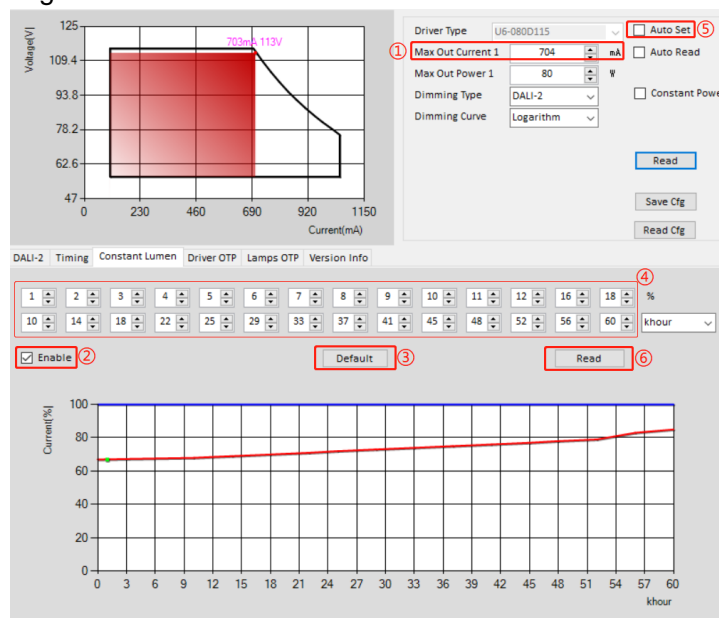 125
Voltage[V]
703mA 113V
109.4
93.8
78.2
62.6
47
0 230 460 690 920 1150
Current(mA)
Driver Type U6-080D115 Auto Set ⑤
① Max Out Current 1 704 mA Auto Read
Max Out Power 1 80 W
Dimming Type DALI-2 Constant Powe
Dimming Curve Logarithm
Read
Save Cfg
Read Cfg
DALI-2 Timing Constant Lumen Driver OTP Lamps OTP Version Info
④
1 2 3 4 5 6 7 8 9 10 11 12 16 18 %
10 14 18 22 25 29 33 37 41 45 48 52 56 60 khour
Enable ② Default ③ Read ⑥
Current[%]
100
80
60
40
20
0
0 3 6 9 12 15 18 21 24 27 30 33 36 39 42 45 48 51 54 57 60
khour